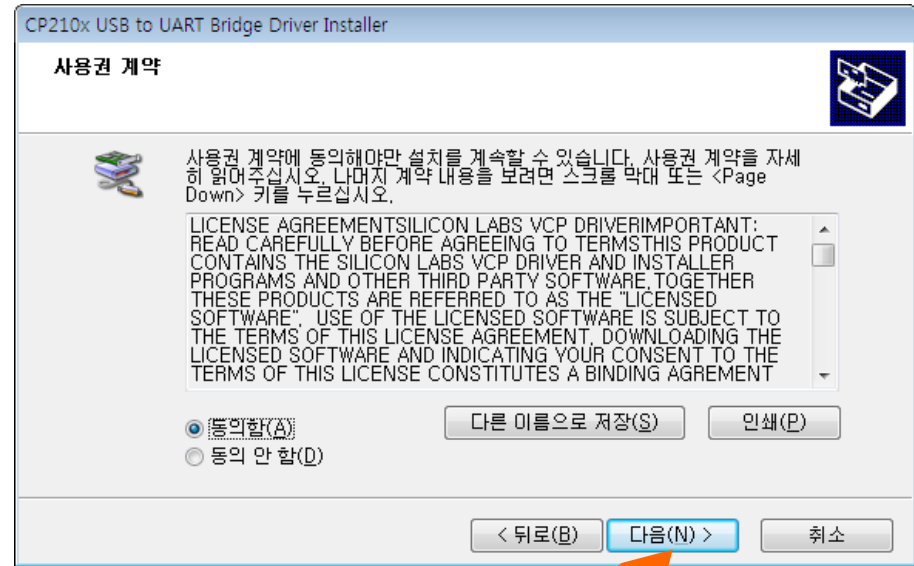 CP210x USB to UART Bridge Driver Installer
사용권 계약
사용권 계약에 동의해야만 설치를 계속할 수 있습니다. 사용권 계약을 자세
히 읽어주십시오. 나머지 계약 내용을 보려면 스크롤 막대 또는 <Page
Down> 키를 누르십시오.
LICENSE AGREEMENTSILICON LABS VCP DRIVERIMPORTANT:
READ CAREFULLY BEFORE AGREEING TO TERMSTHIS PRODUCT
CONTAINS THE SILICON LABS VCP DRIVER AND INSTALLER
PROGRAMS AND OTHER THIRD PARTY SOFTWARE.TOGETHER
THESE PRODUCTS ARE REFERRED TO AS THE "LICENSED
SOFTWARE". USE OF THE LICENSED SOFTWARE IS SUBJECT TO
THE TERMS OF THIS LICENSE AGREEMENT. DOWNLOADING THE
LICENSED SOFTWARE AND INDICATING YOUR CONSENT TO THE
TERMS OF THIS LICENSE CONSTITUTES A BINDING AGREMENT
동의함(A)
다른 이름으로 저장(S)
인쇄(P)
동의 안 함(D)
< 뒤로(B)
다음(N) >
취소